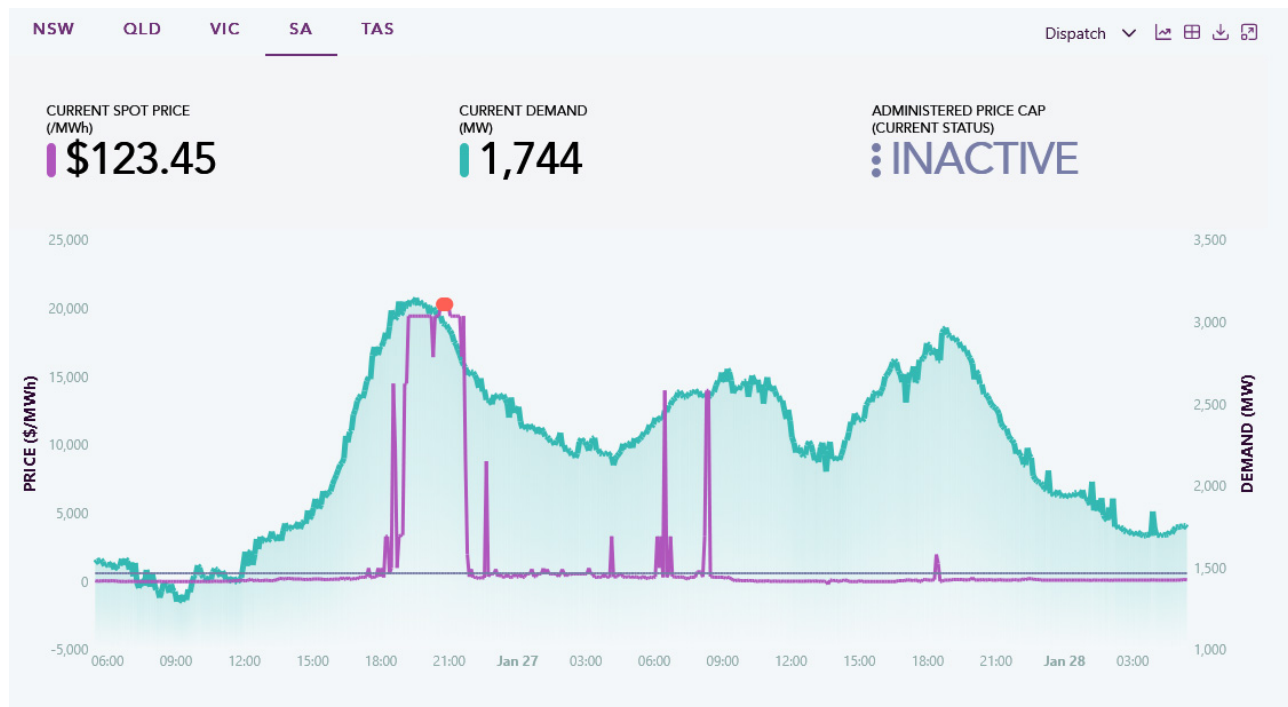 NSW QLD VIC SA TAS Dispatch
CURRENT SPOT PRICE
(/MWh)
$123.45
CURRENT DEMAND
(MW)
1,744
ADMINISTERED PRICE CAP
(CURRENT STATUS)
INACTIVE
PRICE ($/MWh)
25,000
20,000
15,000
10,000
5,000
0
-5,000
3,500
3,000
2,500
2,000
1,500
1,000
DEMAND (MW)
06:00 09:00 12:00 15:00 18:00 21:00 Jan 27 03:00 06:00 09:00 12:00 15:00 18:00 21:00 Jan 28 03:00